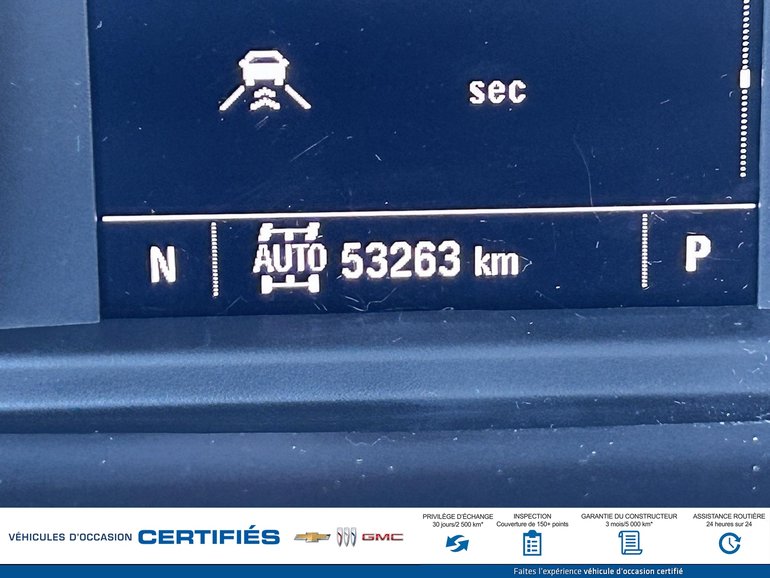 sec
N AUTO 53263 km P
VÉHICULES D'OCCASION CERTIFIÉS GMC
PRIVILÈGE D'ÉCHANGE
30 jours/2 500 km*
INSPECTION
Couverture de 150+ points
GARANTIE DU CONSTRUCTEUR
3 mois/5 000 km*
ASSISTANCE ROUTIÈRE
24 heures sur 24
Faites l'expérience véhicule d'occasion certifié